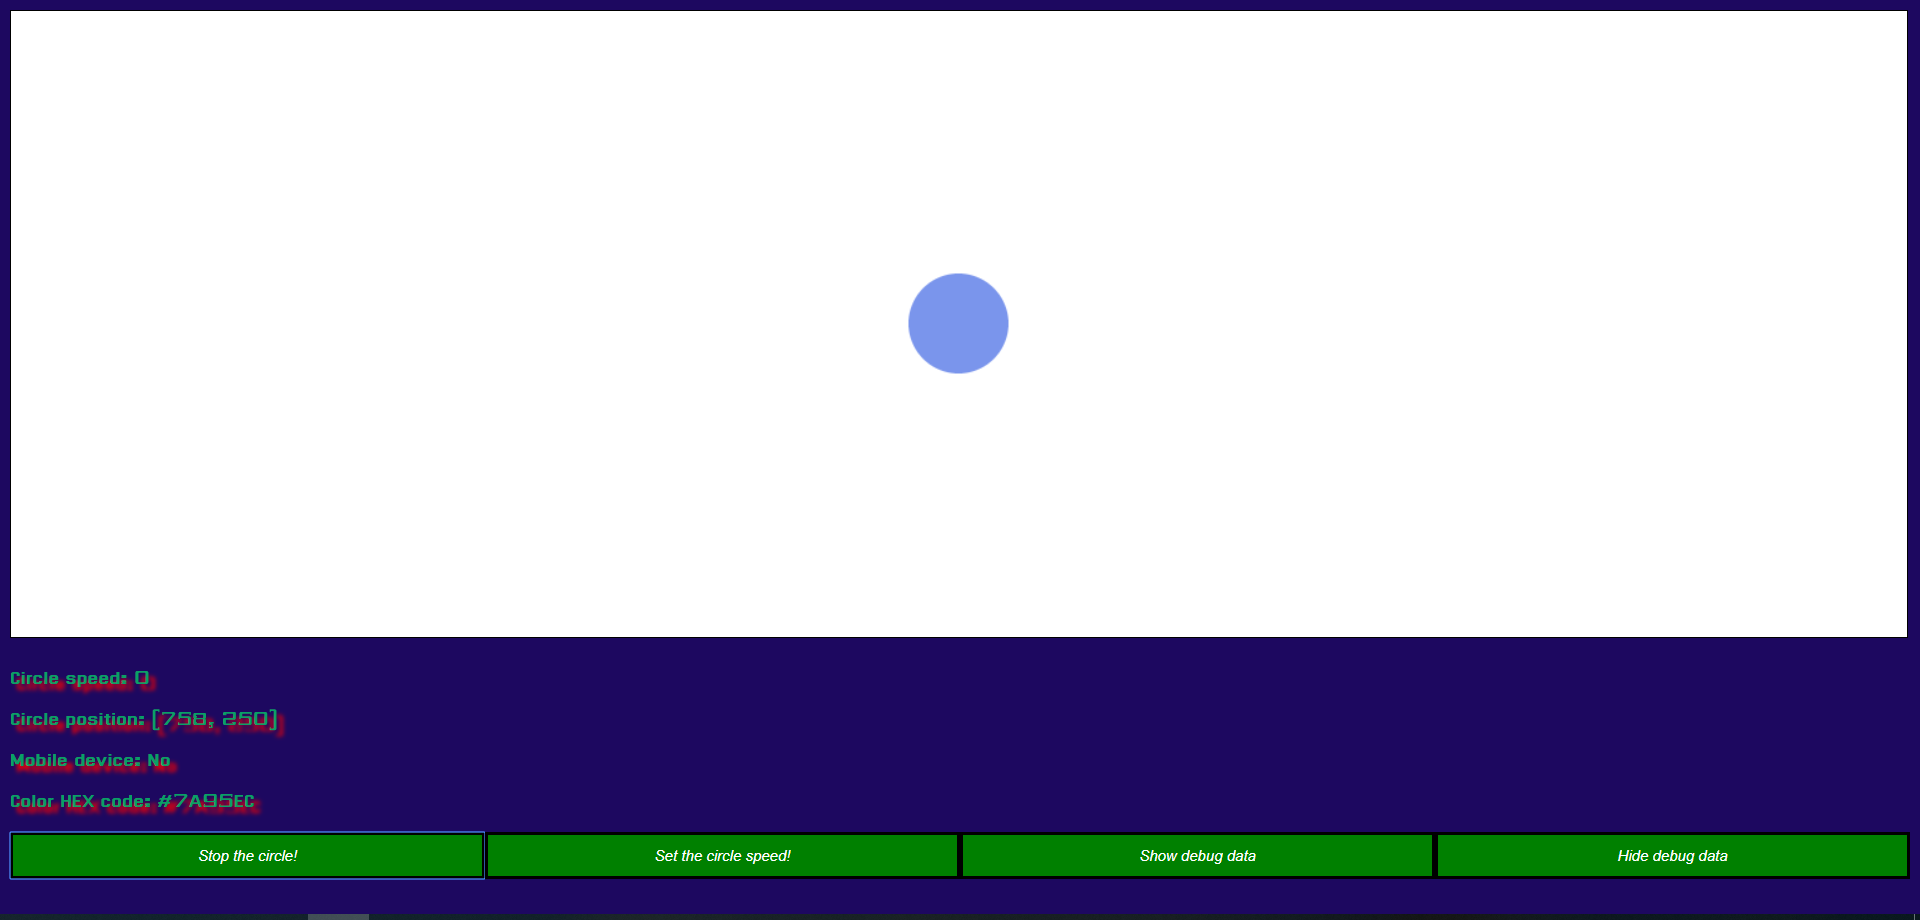 Circle speed: 0
Circle position: [758, 250]
Mobile device: No
Color HEX code: #7A95EC
Stop the circle! Set the circle speed! Show debug data Hide debug data